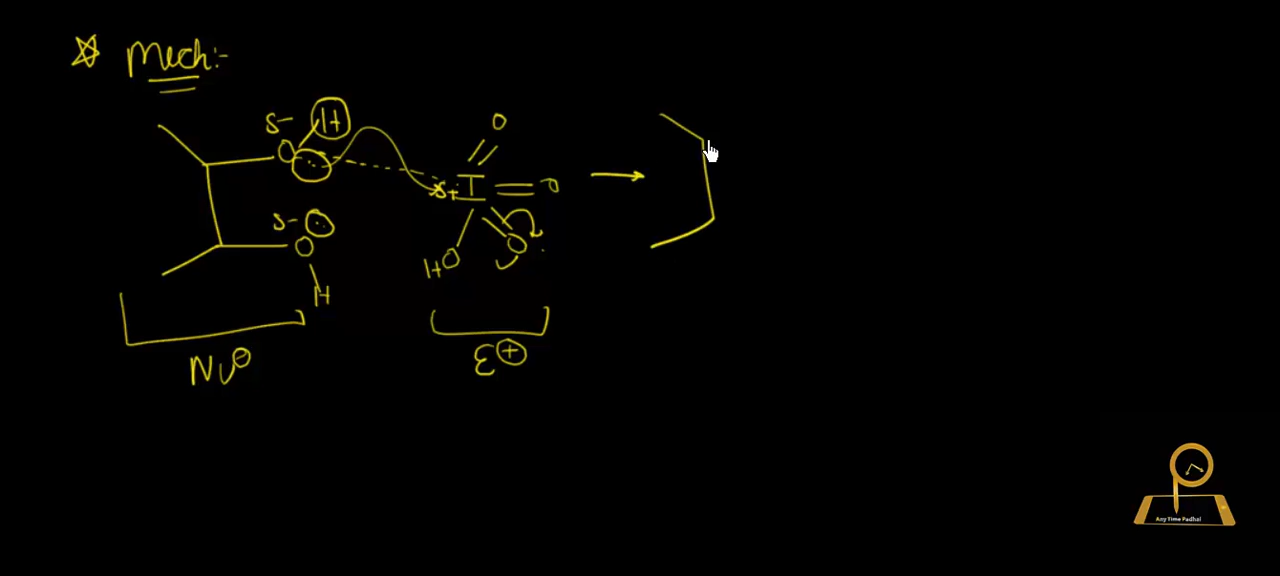 ☆ Mech:-
δ- H
O
O
δ+ I
O
δ-
O
HO
O
H
Nu⊖
E⊕
Any Time Padhai